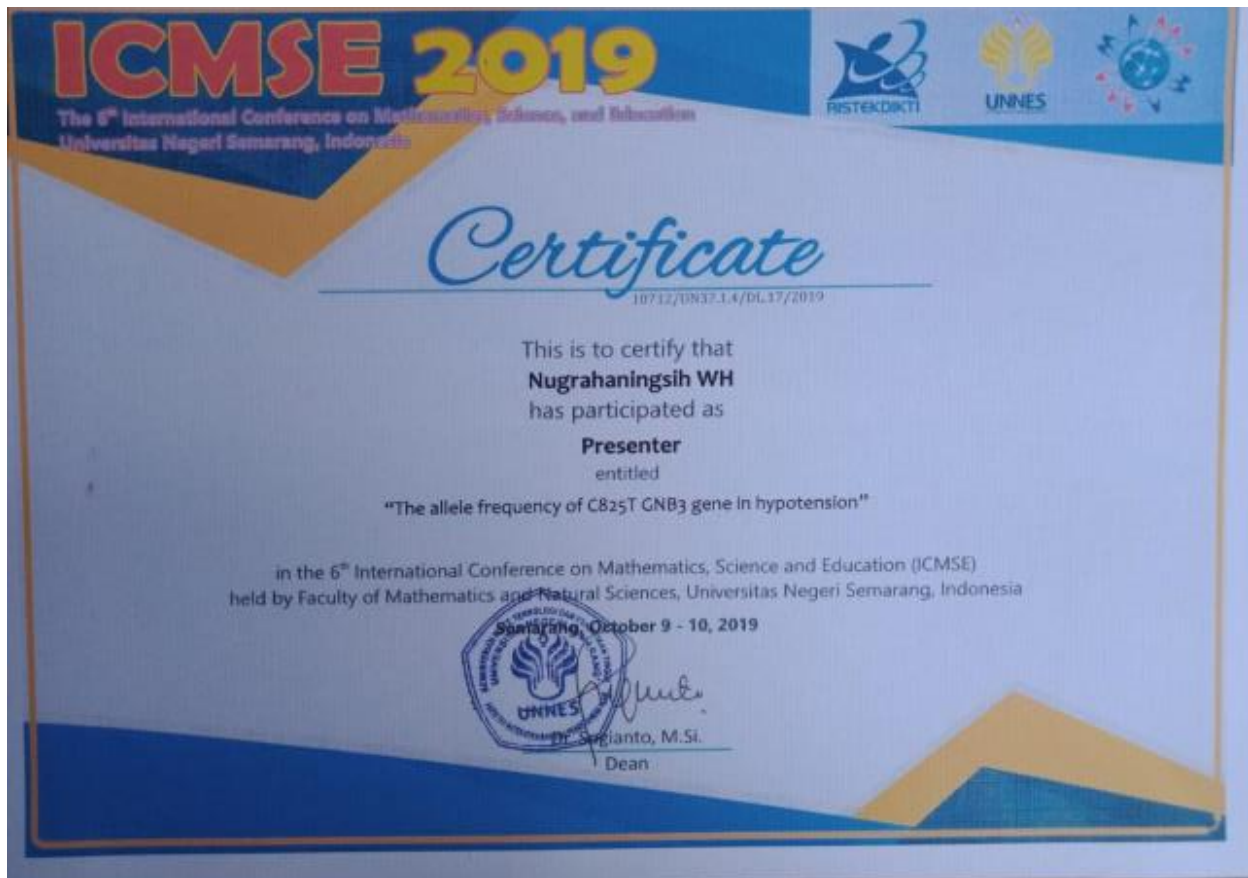 ICMSE 2019
The 6th International Conference on Mathematics, Science, and Education
Universitas Negeri Semarang, Indonesia
RISTEKDIKTI
UNNES
Certificate
10712/UN37.1.4/DL.17/2019
This is to certify that
Nugrahaningsih WH
has participated as
Presenter
entitled
“The allele frequency of C825T GNB3 gene in hypotension”
in the 6th International Conference on Mathematics, Science and Education (ICMSE)
held by Faculty of Mathematics and Natural Sciences, Universitas Negeri Semarang, Indonesia
Semarang, October 9 - 10, 2019
UNNES
Dr. Sugianto, M.Si.
Dean